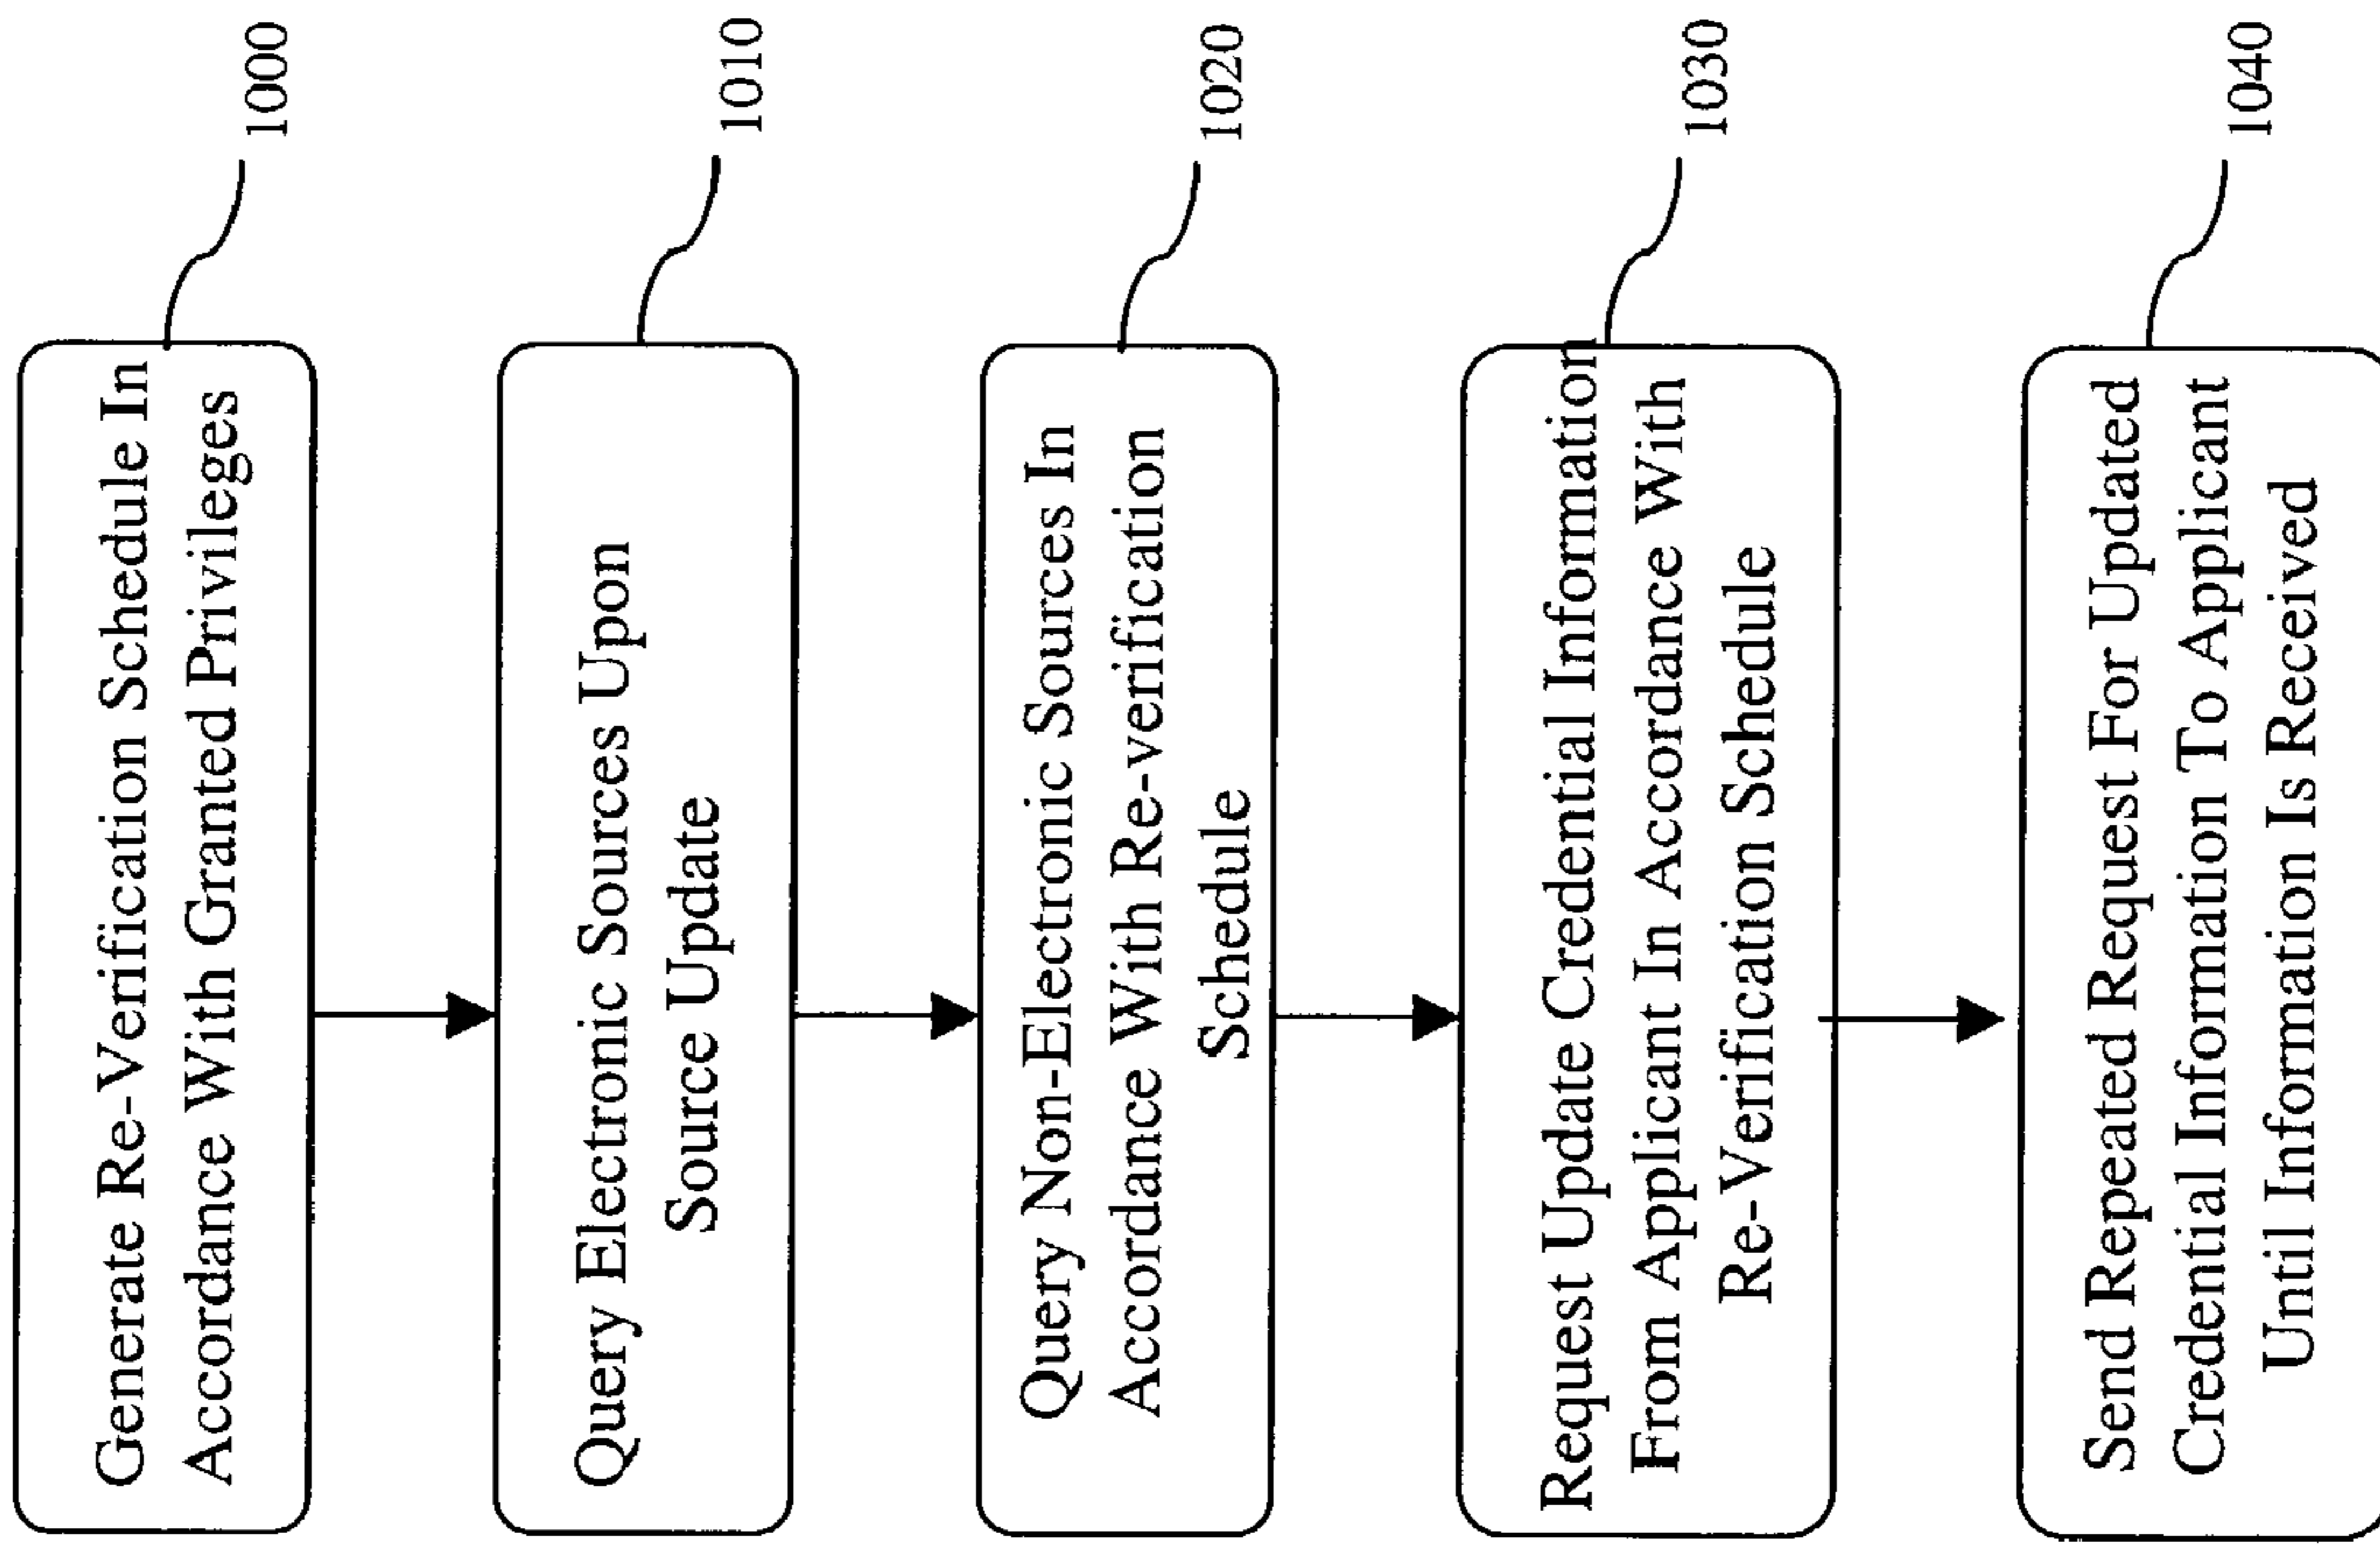 Generate Re-Verification Schedule In
Accordance With Granted Privileges
1000
Query Electronic Sources Upon
Source Update
1010
Query Non-Electronic Sources In
Accordance With Re-verification
Schedule
1020
Request Update Credential Information
From Applicant In Accordance With
Re-Verification Schedule
1030
Send Repeated Request For Updated
Credential Information To Applicant
Until Information Is Received
1040